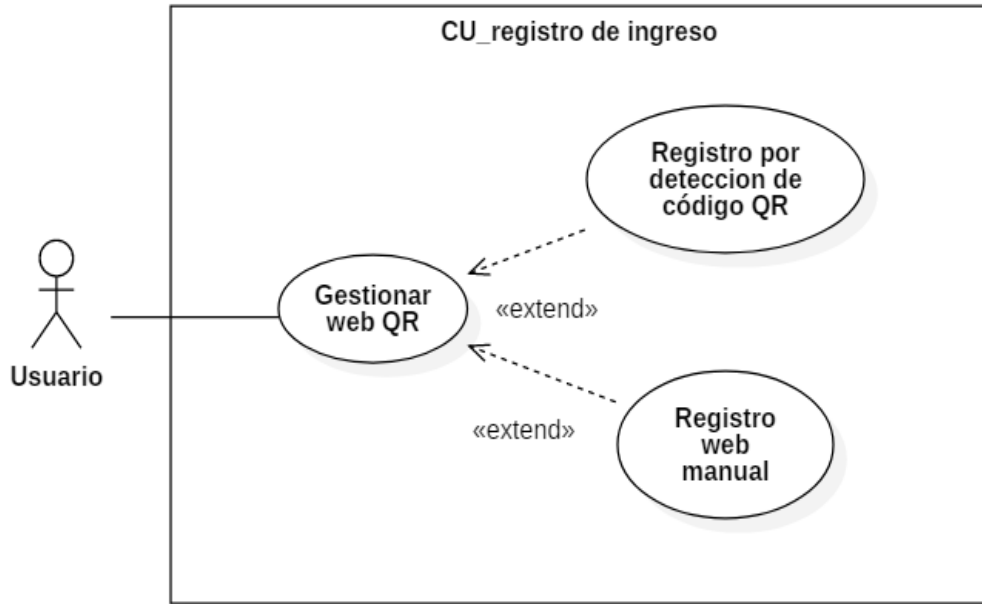 CU_registro de ingreso
Registro por
deteccion de
código QR
Gestionar
web QR
«extend»
Usuario
Registro
web
manual
«extend»